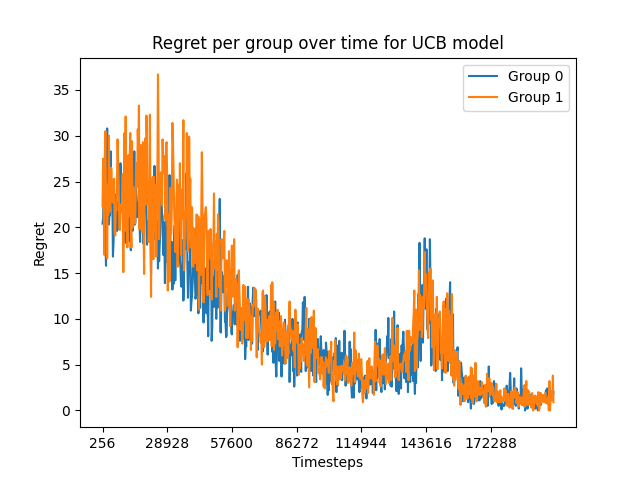 Regret per group over time for UCB model
Group 0
Group 1
35
30
25
20
15
10
5
0
Regret
256 28928 57600 86272 114944 143616 172288
Timesteps